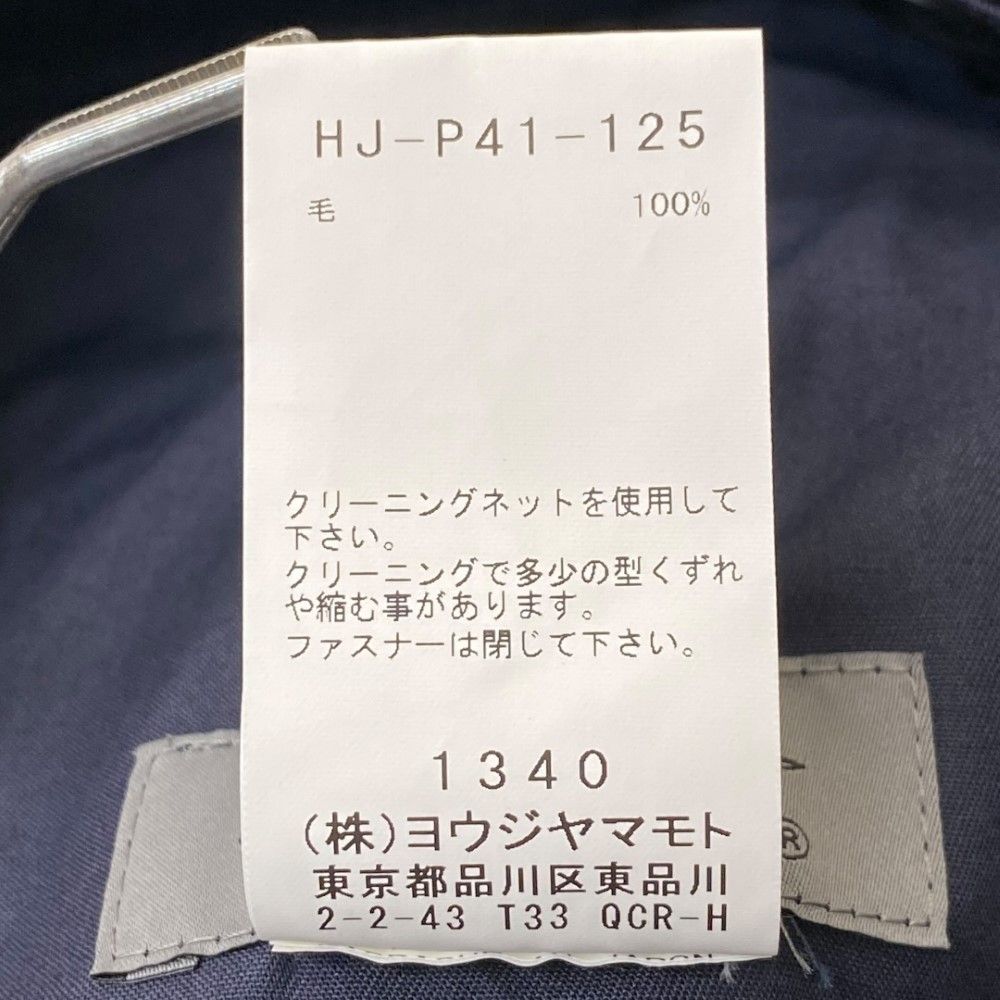 HJ-P41-125
毛 100%
クリーニングネットを使用して
下さい。
クリーニングで多少の型くずれ
や縮む事があります。
ファスナーは閉じて下さい。
1340
(株)ヨウジヤマモト
東京都品川区東品川
2-2-43 T33 QCR-H
®